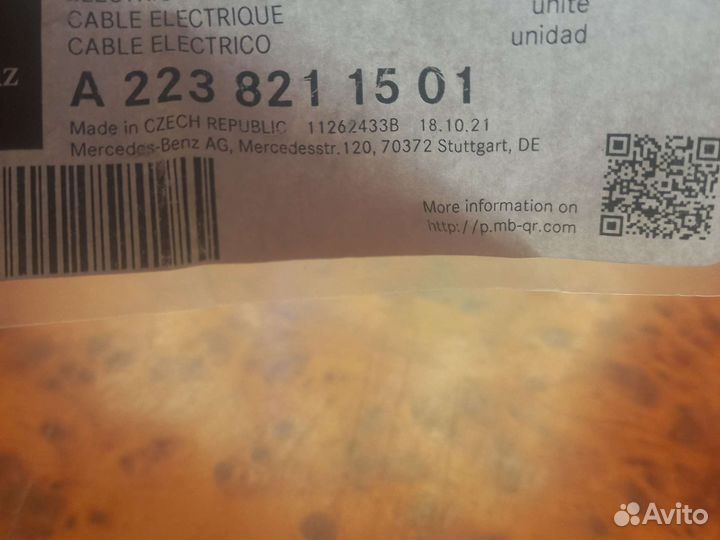 CABLE ELECTRIQUE
unité
CABLE ELECTRICO
unidad
A 223 821 15 01
Made in CZECH REPUBLIC 11262433B 18.10.21
Mercedes-Benz AG, Mercedesstr. 120, 70372 Stuttgart, DE
More information on
http://p.mb-qr.com
Avito